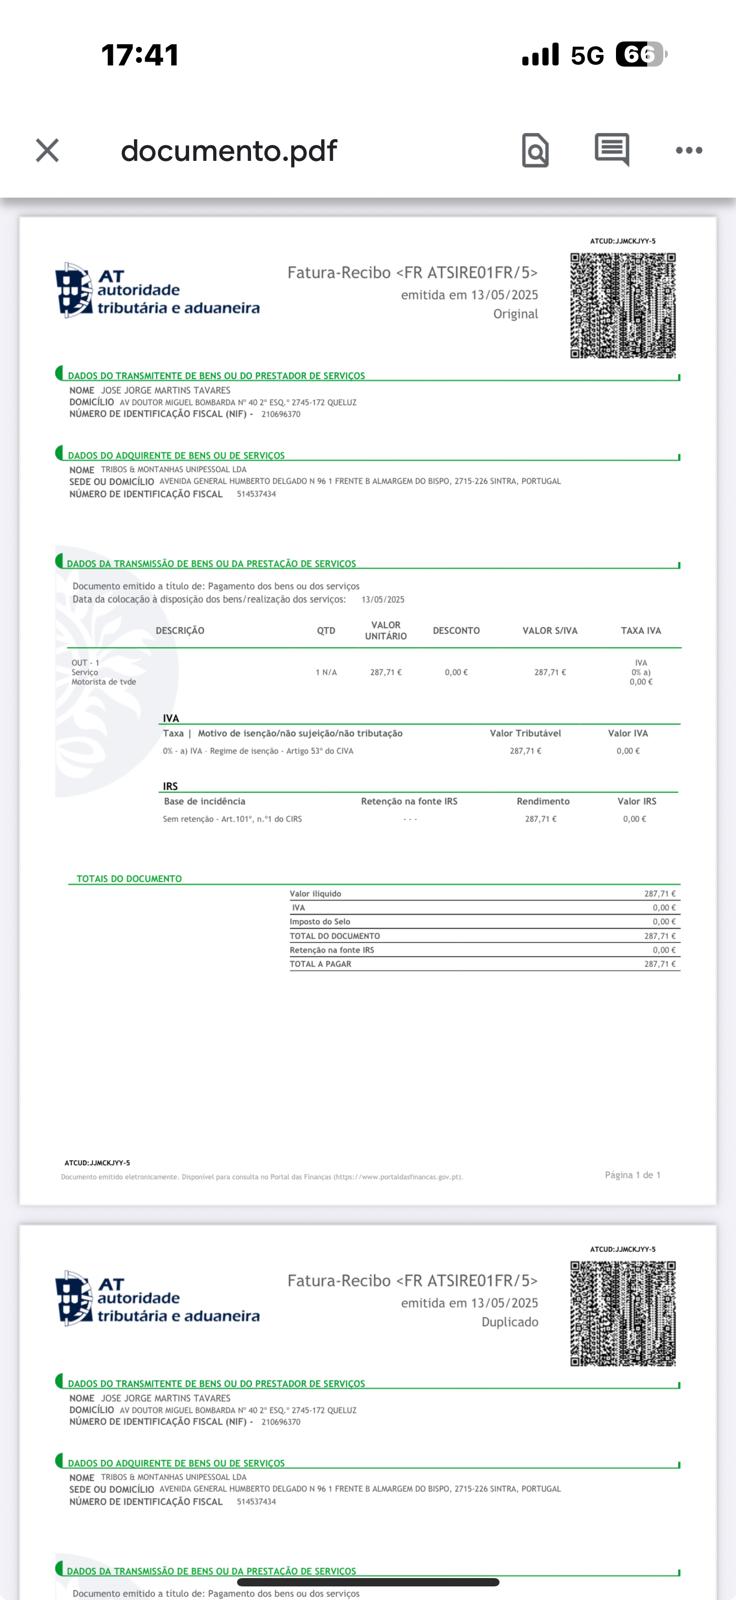 17:41
5G 66
documento.pdf
ATCUD:JJMCKJYY-5
AT
autoridade
tributária e aduaneira
Fatura-Recibo <FR ATSIRE01FR/5>
emitida em 13/05/2025
Original
DADOS DO TRANSMITENTE DE BENS OU DO PRESTADOR DE SERVIÇOS
NOME JOSE JORGE MARTINS TAVARES
DOMICÍLIO AV DOUTOR MIGUEL BOMBARDA Nº 40 2º ESQ.º 2745-172 QUELUZ
NÚMERO DE IDENTIFICAÇÃO FISCAL (NIF) - 210696370
DADOS DO ADQUIRENTE DE BENS OU DE SERVIÇOS
NOME TRIBOS & MONTANHAS UNIPESSOAL LDA
SEDE OU DOMICÍLIO AVENIDA GENERAL HUMBERTO DELGADO N 96 1 FRENTE B ALMARGEM DO BISPO, 2715-226 SINTRA, PORTUGAL
NÚMERO DE IDENTIFICAÇÃO FISCAL 514537434
DADOS DA TRANSMISSÃO DE BENS OU DA PRESTAÇÃO DE SERVIÇOS
Documento emitido a título de: Pagamento dos bens ou dos serviços
Data da colocação à disposição dos bens/realização dos serviços: 13/05/2025
DESCRIÇÃO QTD VALOR UNITÁRIO DESCONTO VALOR S/IVA TAXA IVA
OUT - 1 IVA
Serviço 1 N/A 287,71 € 0,00 € 287,71 € 0% a)
Motorista de tvde 0,00 €
IVA
Taxa | Motivo de isenção/não sujeição/não tributação Valor Tributável Valor IVA
0% - a) IVA - Regime de isenção - Artigo 53º do CIVA 287,71 € 0,00 €
IRS
Base de incidência Retenção na fonte IRS Rendimento Valor IRS
Sem retenção - Art.101º, n.º1 do CIRS - - - 287,71 € 0,00 €
TOTAIS DO DOCUMENTO
Valor ilíquido 287,71 €
IVA 0,00 €
Imposto do Selo 0,00 €
TOTAL DO DOCUMENTO 287,71 €
Retenção na fonte IRS 0,00 €
TOTAL A PAGAR 287,71 €
ATCUD:JJMCKJYY-5
Documento emitido eletronicamente. Disponível para consulta no Portal das Finanças (https://www.portaldasfinancas.gov.pt).
Página 1 de 1
ATCUD:JJMCKJYY-5
AT
autoridade
tributária e aduaneira
Fatura-Recibo <FR ATSIRE01FR/5>
emitida em 13/05/2025
Duplicado
DADOS DO TRANSMITENTE DE BENS OU DO PRESTADOR DE SERVIÇOS
NOME JOSE JORGE MARTINS TAVARES
DOMICÍLIO AV DOUTOR MIGUEL BOMBARDA Nº 40 2º ESQ.º 2745-172 QUELUZ
NÚMERO DE IDENTIFICAÇÃO FISCAL (NIF) - 210696370
DADOS DO ADQUIRENTE DE BENS OU DE SERVIÇOS
NOME TRIBOS & MONTANHAS UNIPESSOAL LDA
SEDE OU DOMICÍLIO AVENIDA GENERAL HUMBERTO DELGADO N 96 1 FRENTE B ALMARGEM DO BISPO, 2715-226 SINTRA, PORTUGAL
NÚMERO DE IDENTIFICAÇÃO FISCAL 514537434
DADOS DA TRANSMISSÃO DE BENS OU DA PRESTAÇÃO DE SERVIÇOS
Documento emitido a título de: Pagamento dos bens ou dos serviços